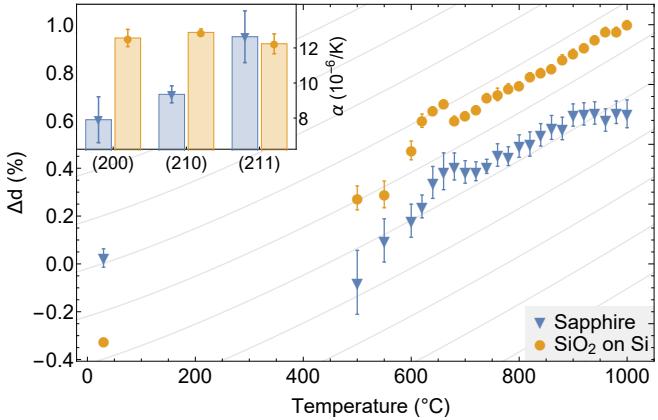 1.0
0.8
0.6
0.4
0.2
0.0
−0.2
−0.4
Δd (%)
(200) (210) (211)
12
10
8
α (10⁻⁶/K)
Sapphire
SiO₂ on Si
0 200 400 600 800 1000
Temperature (°C)